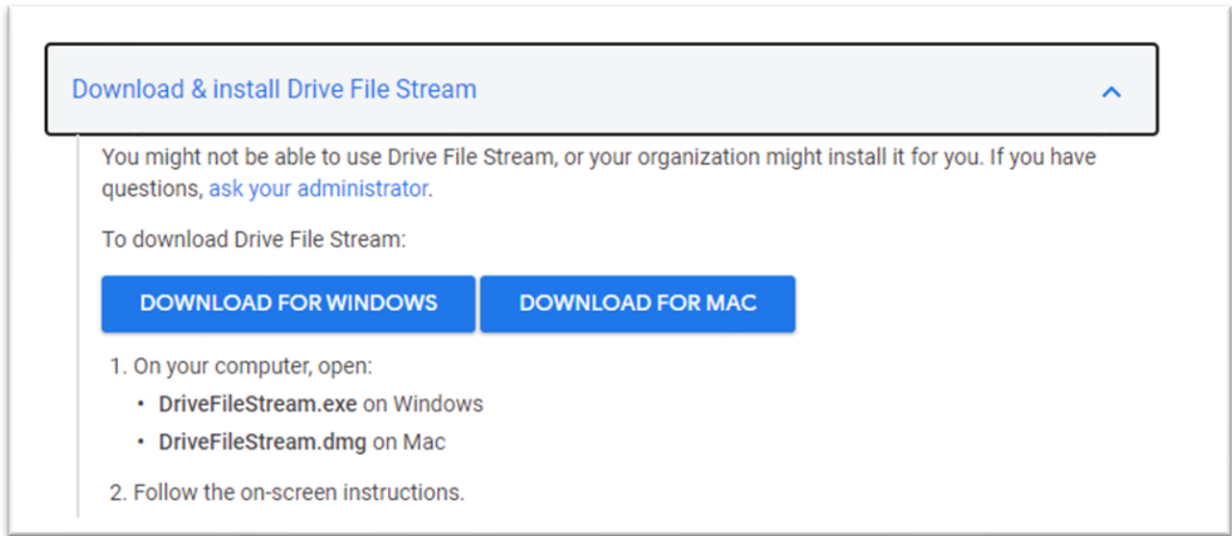 Download & install Drive File Stream
You might not be able to use Drive File Stream, or your organization might install it for you. If you have
questions, ask your administrator.
To download Drive File Stream:
DOWNLOAD FOR WINDOWS DOWNLOAD FOR MAC
1. On your computer, open:
• DriveFileStream.exe on Windows
• DriveFileStream.dmg on Mac
2. Follow the on-screen instructions.